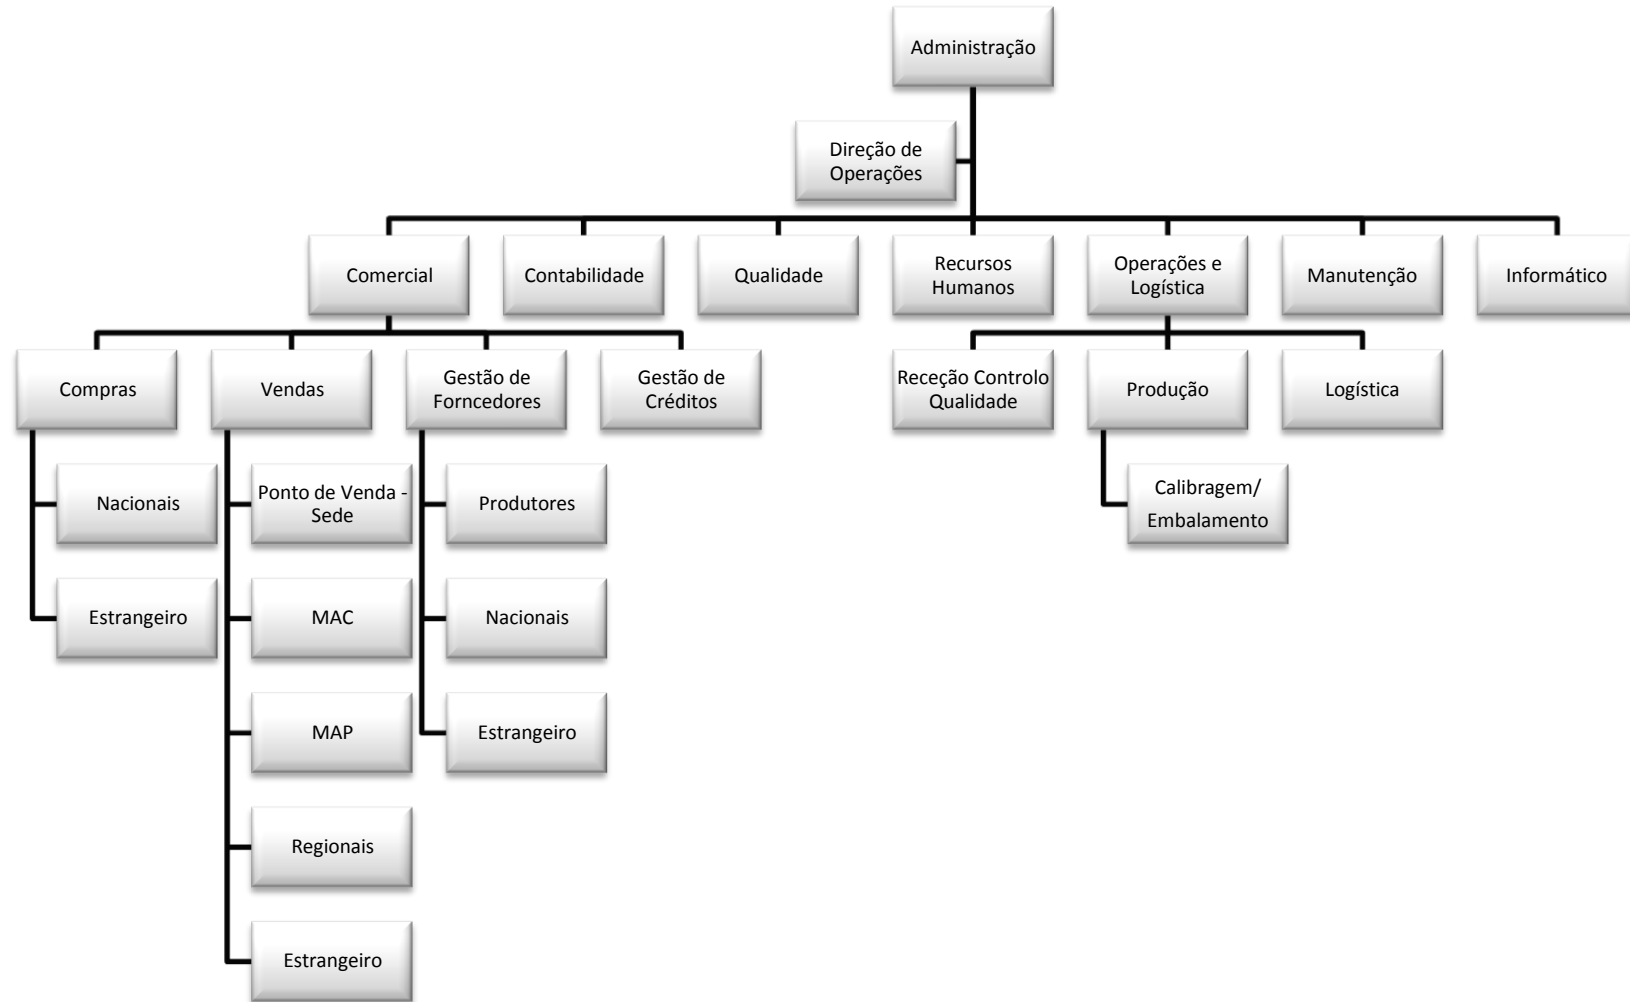 Administração
Direção de
Operações
Comercial
Contabilidade
Qualidade
Recursos
Humanos
Operações e
Logística
Manutenção
Informático
Compras
Vendas
Gestão de
Forncedores
Gestão de
Créditos
Receção Controlo
Qualidade
Produção
Logística
Nacionais
Ponto de Venda -
Sede
Produtores
Calibragem/
Embalamento
Estrangeiro
MAC
Nacionais
MAP
Estrangeiro
Regionais
Estrangeiro